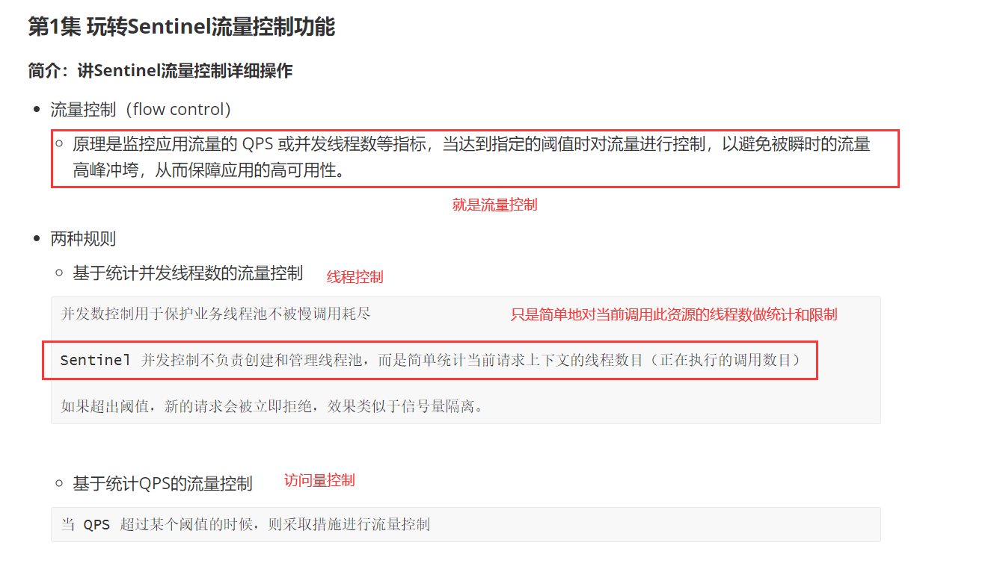 第1集 玩转Sentinel流量控制功能
简介：讲Sentinel流量控制详细操作
流量控制（flow control）
原理是监控应用流量的 QPS 或并发线程数等指标，当达到指定的阈值时对流量进行控制，以避免被瞬时的流量
高峰冲垮，从而保障应用的高可用性。
就是流量控制
两种规则
基于统计并发线程数的流量控制 线程控制
并发数控制用于保护业务线程池不被慢调用耗尽 只是简单地对当前调用此资源的线程数做统计和限制
Sentinel 并发控制不负责创建和管理线程池，而是简单统计当前请求上下文的线程数目（正在执行的调用数目）
如果超出阈值，新的请求会被立即拒绝，效果类似于信号量隔离。
基于统计QPS的流量控制 访问量控制
当 QPS 超过某个阈值的时候，则采取措施进行流量控制